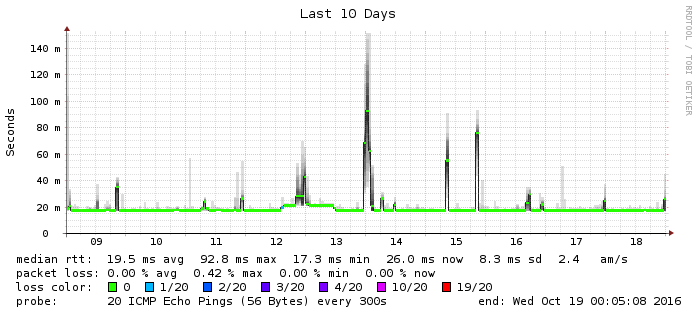 Last 10 Days
RRDTOOL / TOBI OETIKER
Seconds
140 m
120 m
100 m
80 m
60 m
40 m
20 m
0
09 10 11 12 13 14 15 16 17 18
median rtt: 19.5 ms avg 92.8 ms max 17.3 ms min 26.0 ms now 8.3 ms sd 2.4 am/s
packet loss: 0.00 % avg 0.42 % max 0.00 % min 0.00 % now
loss color: 0 1/20 2/20 3/20 4/20 10/20 19/20
probe: 20 ICMP Echo Pings (56 Bytes) every 300s end: Wed Oct 19 00:05:08 2016